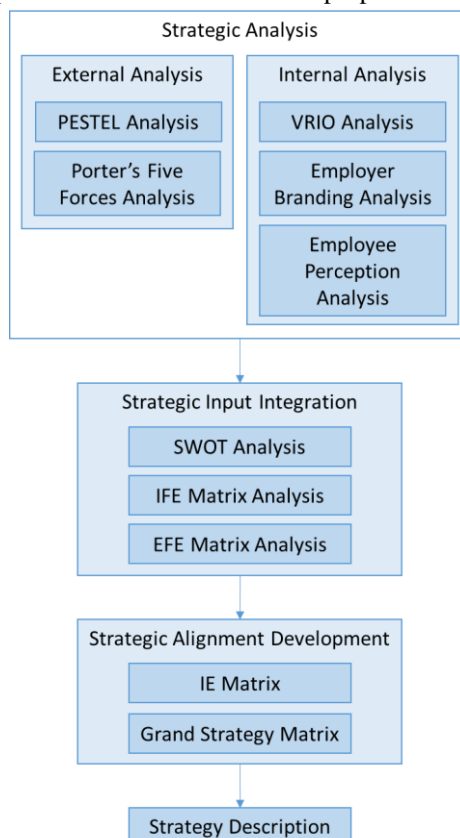 Strategic Analysis
External Analysis
PESTEL Analysis
Porter's Five
Forces Analysis
Internal Analysis
VRIO Analysis
Employer
Branding Analysis
Employee
Perception
Analysis
Strategic Input Integration
SWOT Analysis
IFE Matrix Analysis
EFE Matrix Analysis
Strategic Alignment Development
IE Matrix
Grand Strategy Matrix
Strategy Description